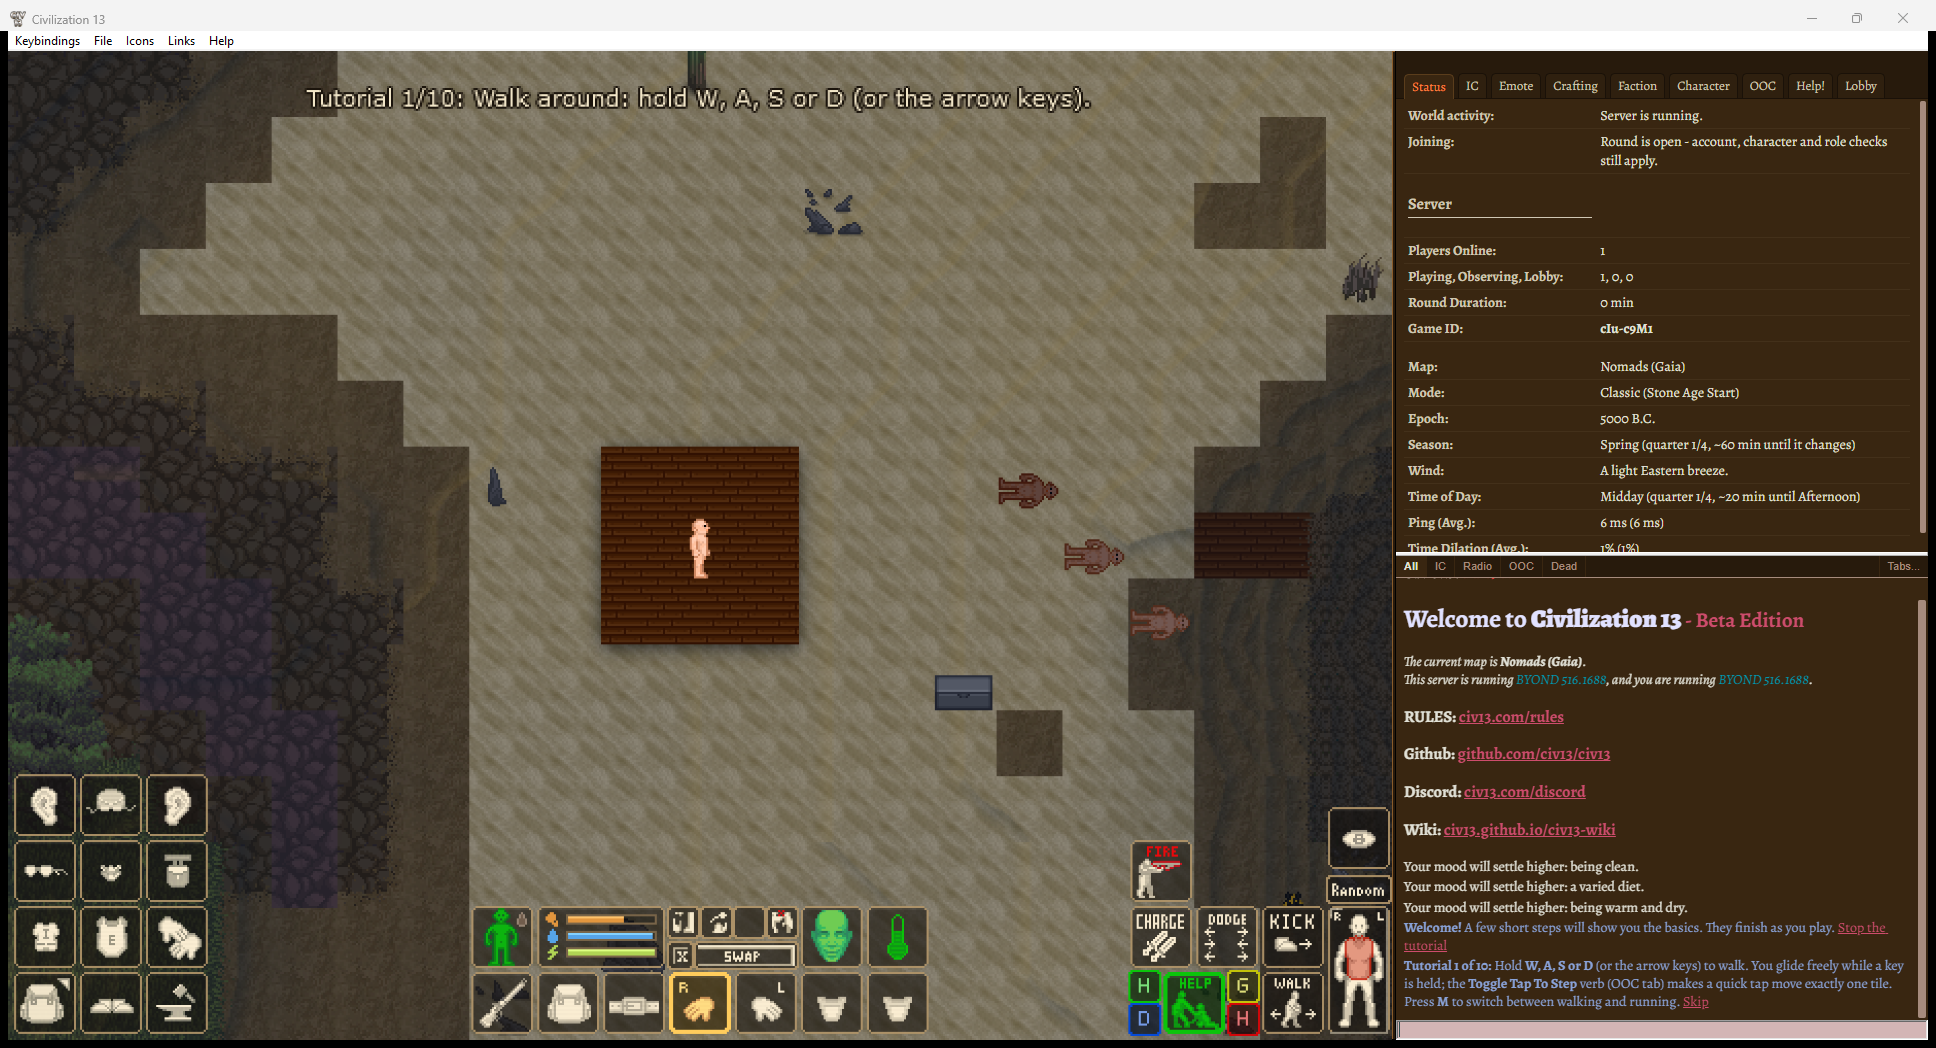 Civilization 13
Keybindings File Icons Links Help
Tutorial 1/10: Walk around: hold W, A, S or D (or the arrow keys).
Status IC Emote Crafting Faction Character OOC Help! Lobby
World activity: Server is running.
Joining: Round is open - account, character and role checks
still apply.
Server
Players Online: 1
Playing, Observing, Lobby: 1, 0, 0
Round Duration: 0 min
Game ID: cIu-c9M1
Map: Nomads (Gaia)
Mode: Classic (Stone Age Start)
Epoch: 5000 B.C.
Season: Spring (quarter 1/4, ~60 min until it changes)
Wind: A light Eastern breeze.
Time of Day: Midday (quarter 1/4, ~20 min until Afternoon)
Ping (Avg.): 6 ms (6 ms)
Time Dilation (Avg.): 1% (1%)
All IC Radio OOC Dead Tabs...
Welcome to Civilization 13 - Beta Edition
The current map is Nomads (Gaia).
This server is running BYOND 516.1688, and you are running BYOND 516.1688.
RULES: civ13.com/rules
Github: github.com/civ13/civ13
Discord: civ13.com/discord
Wiki: civ13.github.io/civ13-wiki
Your mood will settle higher: being clean.
Your mood will settle higher: a varied diet.
Your mood will settle higher: being warm and dry.
Welcome! A few short steps will show you the basics. They finish as you play. Stop the
tutorial
Tutorial 1 of 10: Hold W, A, S or D (or the arrow keys) to walk. You glide freely while a key
is held; the Toggle Tap To Step verb (OOC tab) makes a quick tap move exactly one tile.
Press M to switch between walking and running. Skip
FIRE
B
Random
CHARGE DODGE KICK R L
X SWAP
I E
R L
H HELP G WALK
D H